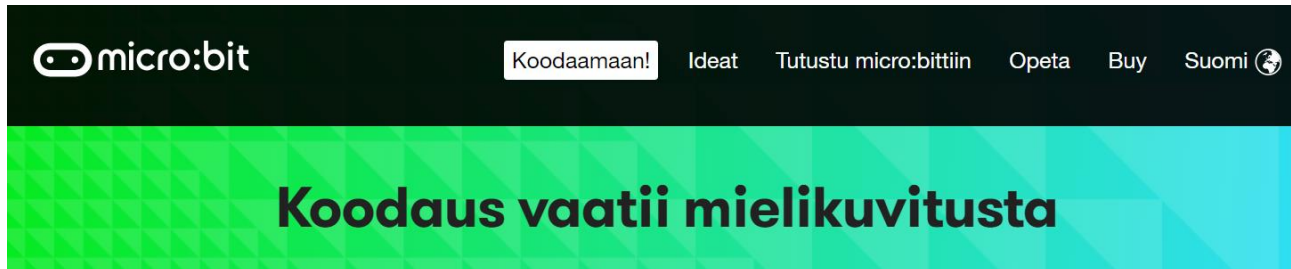 micro:bit Koodaamaan! Ideat Tutustu micro:bittiin Opeta Buy Suomi
Koodaus vaatii mielikuvitusta